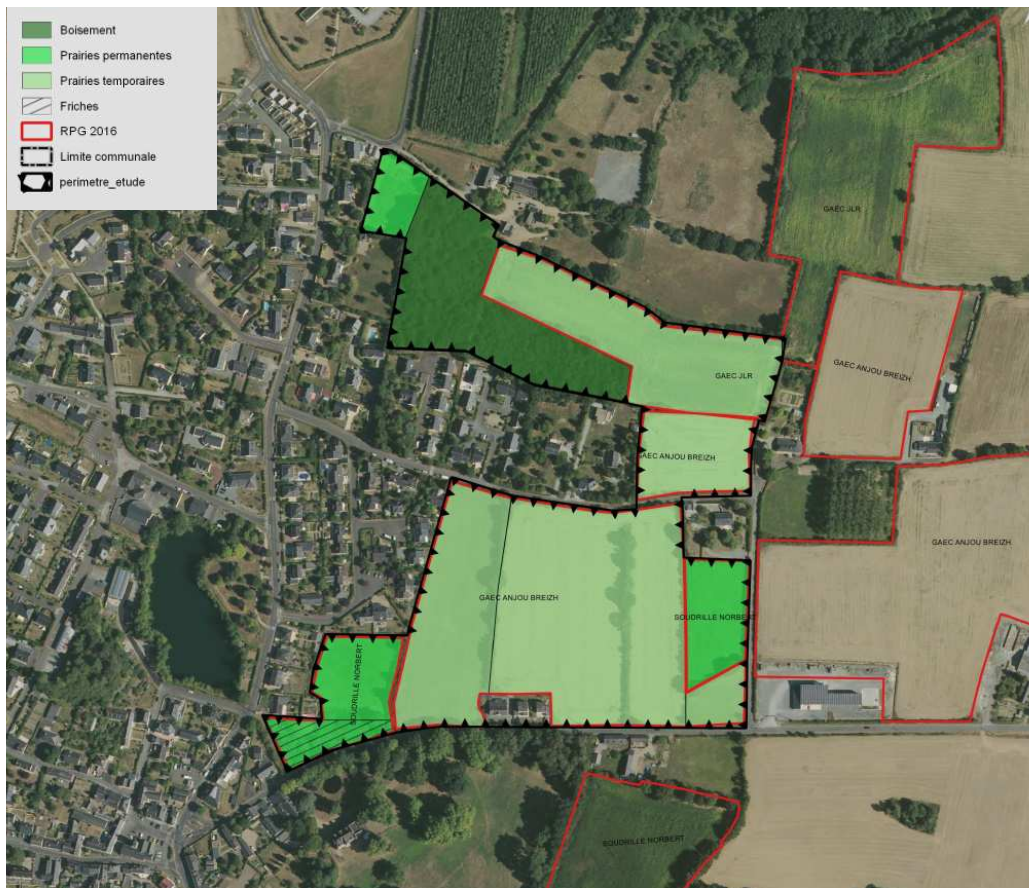 Boisement
Prairies permanentes
Prairies temporaires
Friches
RPG 2016
Limite communale
perimetre_etude
GAEC JLR
GAEC ANJOU BREIZH
GAEC JLR
GAEC ANJOU BREIZH
GAEC ANJOU BREIZH
GAEC ANJOU BREIZH
SOUDRILLE NORBERT
SOUDRILLE NORBERT
SOUDRILLE NORBERT